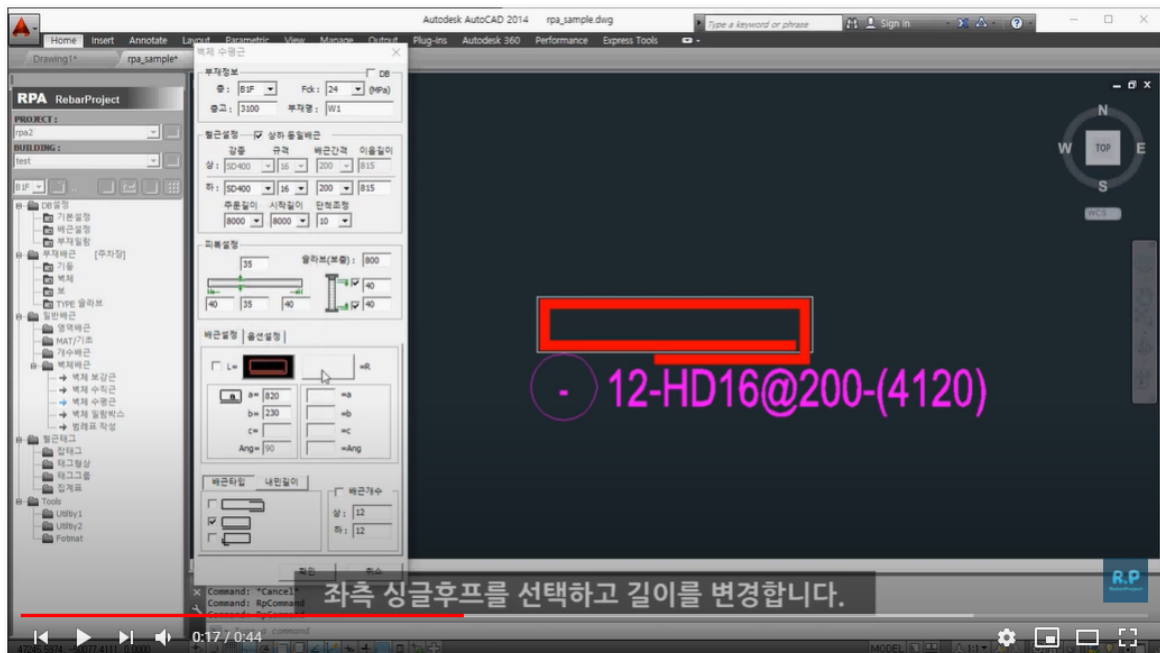 Autodesk AutoCAD 2014 rpa_sample.dwg
Type a keyword or phrase
Sign In
Home Insert Annotate Layout Parametric View Manage Output Plug-ins Autodesk 360 Performance Express Tools
Drawing1* rpa_sample*
벽체 수평근
RPA RebarProject
PROJECT :
rpa2
BUILDING :
test
B1F
DB설정
기본설정
배근설정
부재일람
부재배근 [주차장]
기둥
벽체
보
TYPE 슬라브
일반배근
영역배근
MAT/기초
개수배근
벽체배근
벽체 보강근
벽체 수직근
벽체 수평근
벽체 일람박스
범례표 작성
철근태그
잡태그
태그형상
태그그룹
집계표
Tools
Utiltiy1
Utiltiy2
Fotmat
부재정보 DB
층 : B1F Fck : 24 (MPa)
층고 : 3100 부재명 : W1
철근설정 상하 동일배근
강종 규격 배근간격 이음길이
상 : SD400 16 200 815
하 : SD400 16 200 815
주문길이 시작길이 단척조정
8000 8000 10
피복설정
35 슬라브(보춤) : 800
40
40 35 40 40
배근설정 옵션설정
L= =R
a= 820 =a
b= 230 =b
c= =c
Ang= 90 =Ang
배근타입 내민길이
배근개수
상 : 12
하 : 12
확인 취소
N
W TOP E
S
WCS
12-HD16@200-(4120)
Command: *Cancel*
Command: RpCommand
좌측 싱글후프를 선택하고 길이를 변경합니다.
R.P
RebarProject
0:17 / 0:44
MODEL
1:1